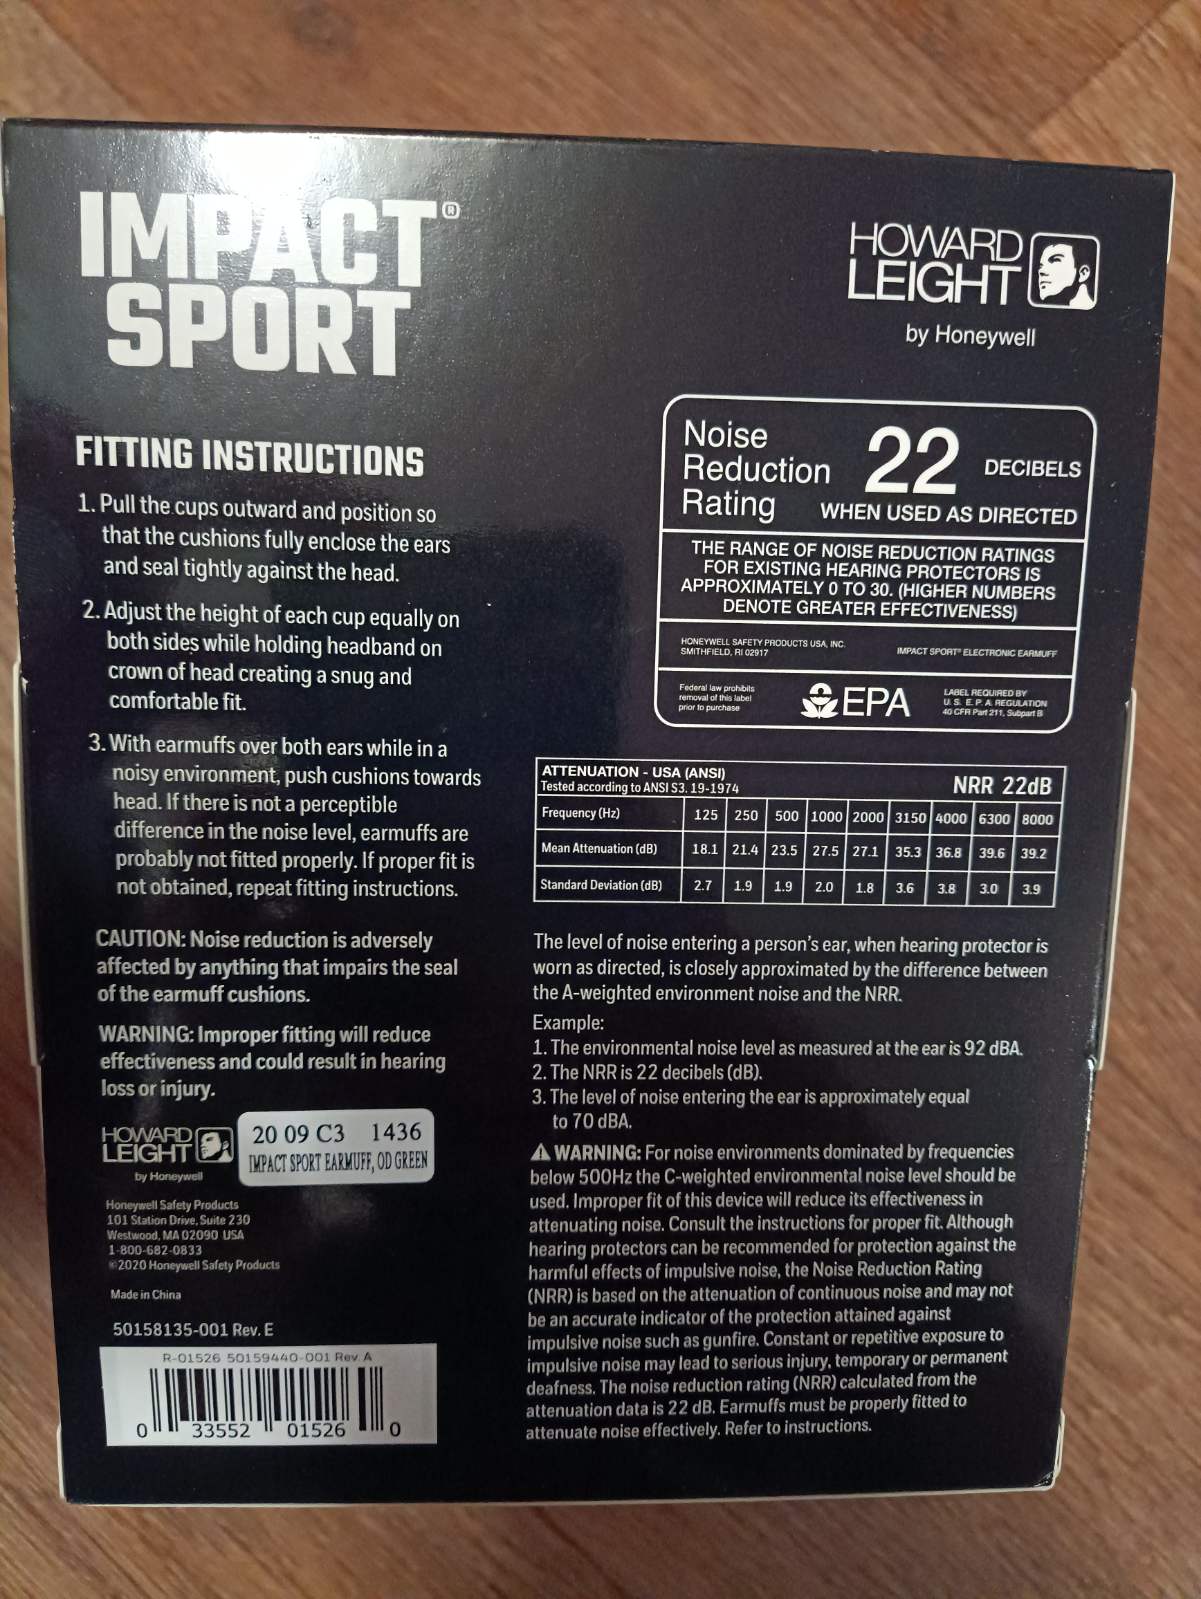 IMPACT®
SPORT
HOWARD
LEIGHT
by Honeywell
FITTING INSTRUCTIONS
1. Pull the cups outward and position so
that the cushions fully enclose the ears
and seal tightly against the head.
2. Adjust the height of each cup equally on
both sides while holding headband on
crown of head creating a snug and
comfortable fit.
3. With earmuffs over both ears while in a
noisy environment, push cushions towards
head. If there is not a perceptible
difference in the noise level, earmuffs are
probably not fitted properly. If proper fit is
not obtained, repeat fitting instructions.
CAUTION: Noise reduction is adversely
affected by anything that impairs the seal
of the earmuff cushions.
WARNING: Improper fitting will reduce
effectiveness and could result in hearing
loss or injury.
HOWARD
LEIGHT
by Honeywell
20 09 C3 1436
IMPACT SPORT EARMUFF, OD GREEN
Honeywell Safety Products
101 Station Drive, Suite 230
Westwood, MA 02090 USA
1-800-682-0833
©2020 Honeywell Safety Products
Made in China
50158135-001 Rev. E
R-01526 50159440-001 Rev. A
0 33552 01526 0
Noise
Reduction
Rating
22 DECIBELS
WHEN USED AS DIRECTED
THE RANGE OF NOISE REDUCTION RATINGS
FOR EXISTING HEARING PROTECTORS IS
APPROXIMATELY 0 TO 30. (HIGHER NUMBERS
DENOTE GREATER EFFECTIVENESS)
HONEYWELL SAFETY PRODUCTS USA, INC.
SMITHFIELD, RI 02917
IMPACT SPORT® ELECTRONIC EARMUFF
Federal law prohibits
removal of this label
prior to purchase
EPA
LABEL REQUIRED BY
U. S. E. P. A. REGULATION
40 CFR Part 211, Subpart B
ATTENUATION - USA (ANSI)
Tested according to ANSI S3. 19-1974
NRR 22dB
Frequency (Hz) 125 250 500 1000 2000 3150 4000 6300 8000
Mean Attenuation (dB) 18.1 21.4 23.5 27.5 27.1 35.3 36.8 39.6 39.2
Standard Deviation (dB) 2.7 1.9 1.9 2.0 1.8 3.6 3.8 3.0 3.9
The level of noise entering a person's ear, when hearing protector is
worn as directed, is closely approximated by the difference between
the A-weighted environment noise and the NRR.
Example:
1. The environmental noise level as measured at the ear is 92 dBA.
2. The NRR is 22 decibels (dB).
3. The level of noise entering the ear is approximately equal
to 70 dBA.
⚠ WARNING: For noise environments dominated by frequencies
below 500Hz the C-weighted environmental noise level should be
used. Improper fit of this device will reduce its effectiveness in
attenuating noise. Consult the instructions for proper fit. Although
hearing protectors can be recommended for protection against the
harmful effects of impulsive noise, the Noise Reduction Rating
(NRR) is based on the attenuation of continuous noise and may not
be an accurate indicator of the protection attained against
impulsive noise such as gunfire. Constant or repetitive exposure to
impulsive noise may lead to serious injury, temporary or permanent
deafness. The noise reduction rating (NRR) calculated from the
attenuation data is 22 dB. Earmuffs must be properly fitted to
attenuate noise effectively. Refer to instructions.